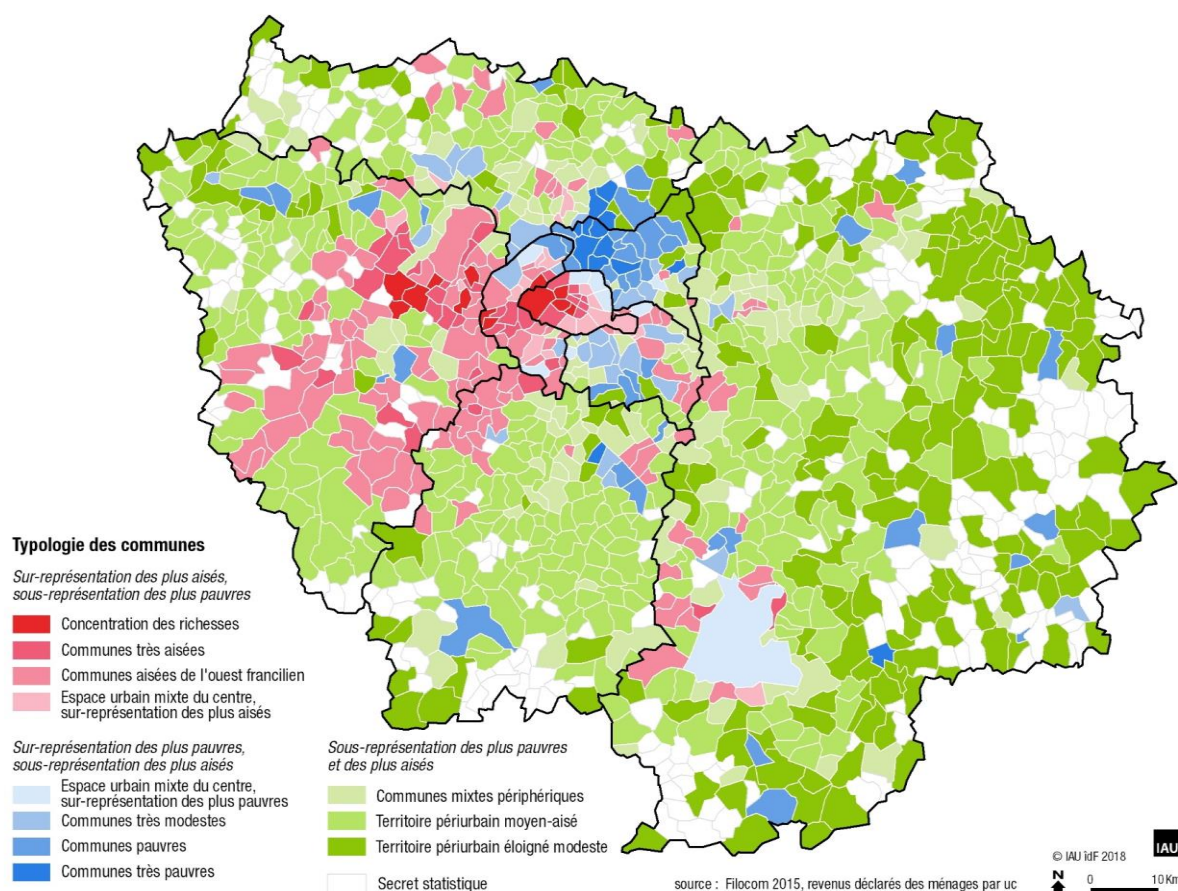 Typologie des communes
Sur-représentation des plus aisés,
sous-représentation des plus pauvres
Concentration des richesses
Communes très aisées
Communes aisées de l'ouest francilien
Espace urbain mixte du centre,
sur-représentation des plus aisés
Sur-représentation des plus pauvres,
sous-représentation des plus aisés
Espace urbain mixte du centre,
sur-représentation des plus pauvres
Communes très modestes
Communes pauvres
Communes très pauvres
Sous-représentation des plus pauvres
et des plus aisés
Communes mixtes périphériques
Territoire périurbain moyen-aisé
Territoire périurbain éloigné modeste
Secret statistique
source : Filocom 2015, revenus déclarés des ménages par uc
© IAU îdF 2018
IAU
N
0 10 Km